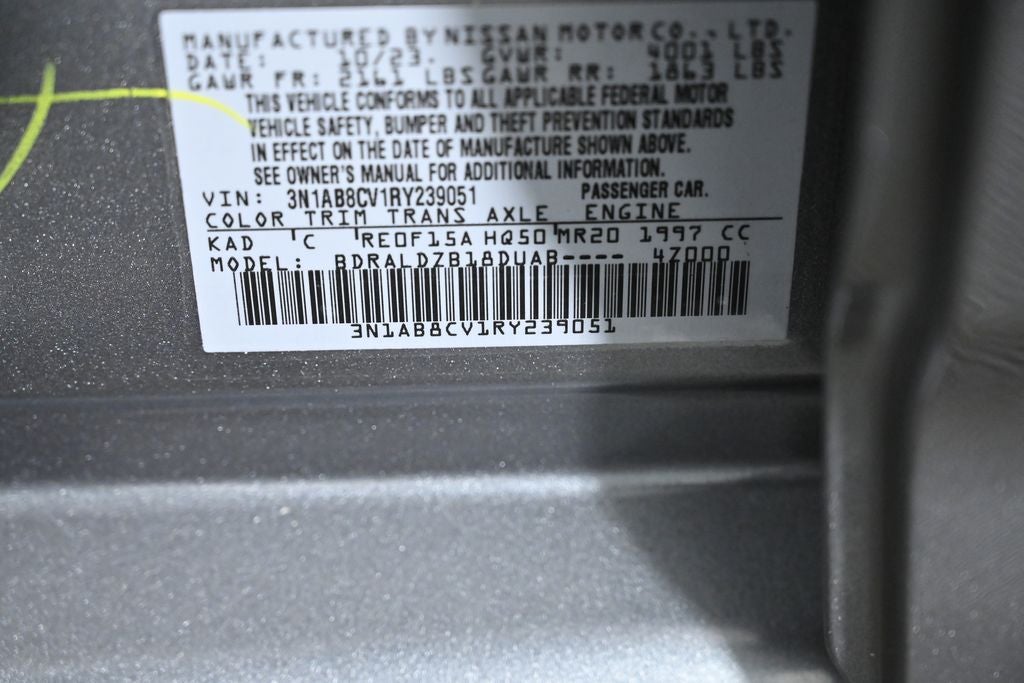 MANUFACTURED BY NISSAN MOTOR CO., LTD.
DATE: 10/23. GVWR: 4001 LBS
GAWR FR: 2161 LBS GAWR RR: 1863 LBS
THIS VEHICLE CONFORMS TO ALL APPLICABLE FEDERAL MOTOR
VEHICLE SAFETY, BUMPER AND THEFT PREVENTION STANDARDS
IN EFFECT ON THE DATE OF MANUFACTURE SHOWN ABOVE.
SEE OWNER'S MANUAL FOR ADDITIONAL INFORMATION.
VIN: 3N1AB8CV1RY239051 PASSENGER CAR.
COLOR TRIM TRANS AXLE ENGINE
KAD C RE0F15A HQ50 MR20 1997 CC
MODEL: BDRALDZB18DUAB---- 4Z000
3N1AB8CV1RY239051